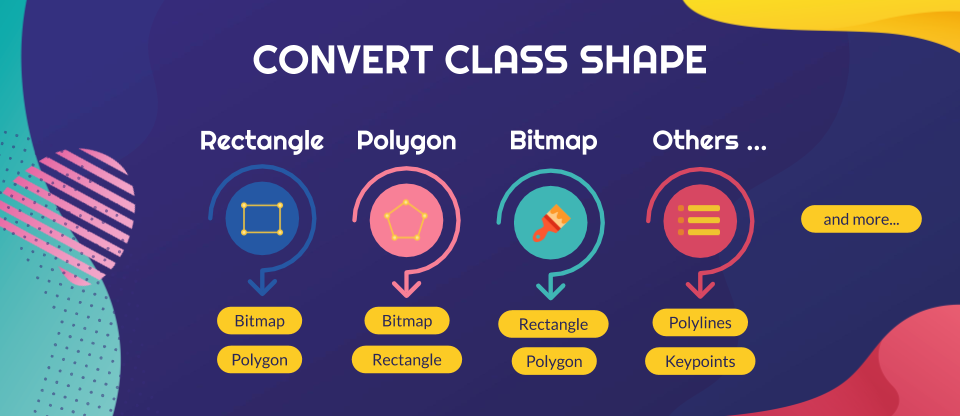 CONVERT CLASS SHAPE
Rectangle
Bitmap
Polygon
Polygon
Bitmap
Rectangle
Bitmap
Rectangle
Polygon
Others ...
Polylines
Keypoints
and more...